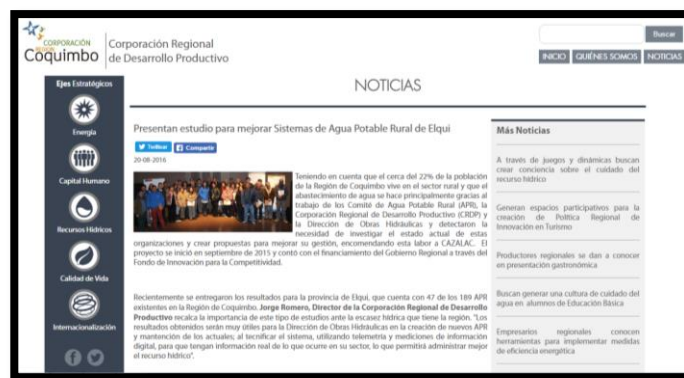 CORPORACIÓN
REGIÓN
Coquimbo
Corporación Regional
de Desarrollo Productivo
Buscar
INICIO
QUIÉNES SOMOS
NOTICIAS
Ejes Estratégicos
Energía
Capital Humano
Recursos Hídricos
Calidad de Vida
Internacionalización
NOTICIAS
Presentan estudio para mejorar Sistemas de Agua Potable Rural de Elqui
Twittear
Compartir
20-08-2016
Teniendo en cuenta que el cerca del 22% de la población
de la Región de Coquimbo vive en el sector rural y que el
abastecimiento de agua se hace principalmente gracias al
trabajo de los Comité de Agua Potable Rural (APR), la
Corporación Regional de Desarrollo Productivo (CRDP) y
la Dirección de Obras Hidráulicas y detectaron la
necesidad de investigar el estado actual de estas
organizaciones y crear propuestas para mejorar su gestión, encomendando esta labor a CAZALAC. El
proyecto se inició en septiembre de 2015 y contó con el financiamiento del Gobierno Regional a través del
Fondo de Innovación para la Competitividad.
Recientemente se entregaron los resultados para la provincia de Elqui, que cuenta con 47 de los 189 APR
existentes en la Región de Coquimbo. Jorge Romero, Director de la Corporación Regional de Desarrollo
Productivo recalca la importancia de este tipo de estudios ante la escasez hídrica que tiene la región. "Los
resultados obtenidos serán muy útiles para la Dirección de Obras Hidráulicas en la creación de nuevos APR
y mantención de los actuales; al tecnificar el sistema, utilizando telemetría y mediciones de información
digital, para que tengan información real de lo que ocurre en su sector, lo que permitirá administrar mejor
el recurso hídrico".
Más Noticias
A través de juegos y dinámicas buscan
crear conciencia sobre el cuidado del
recurso hídrico
Generan espacios participativos para la
creación de Política Regional de
Innovación en Turismo
Productores regionales se dan a conocer
en presentación gastronómica
Buscan generar una cultura de cuidado del
agua en alumnos de Educación Básica
Empresarios regionales conocen
herramientas para implementar medidas
de eficiencia energética